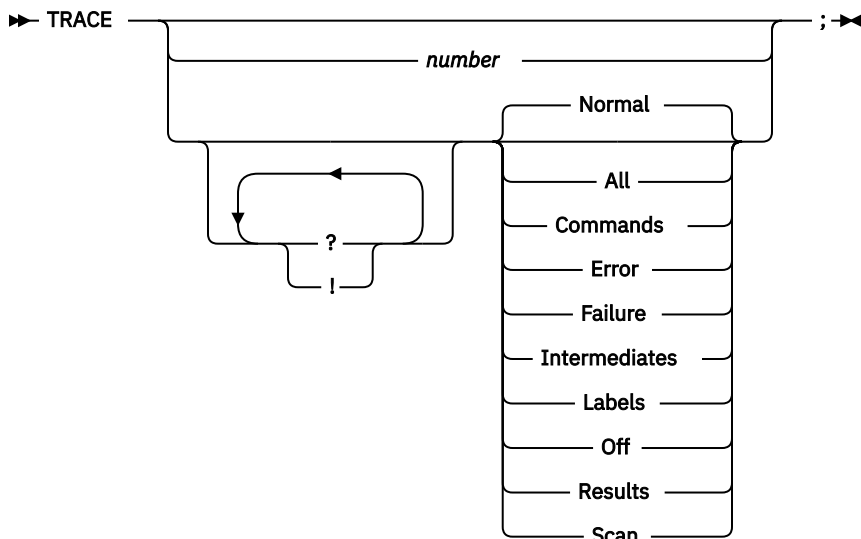 TRACE ;
number
Normal
All
Commands
?
Error
!
Failure
Intermediates
Labels
Off
Results
Scan